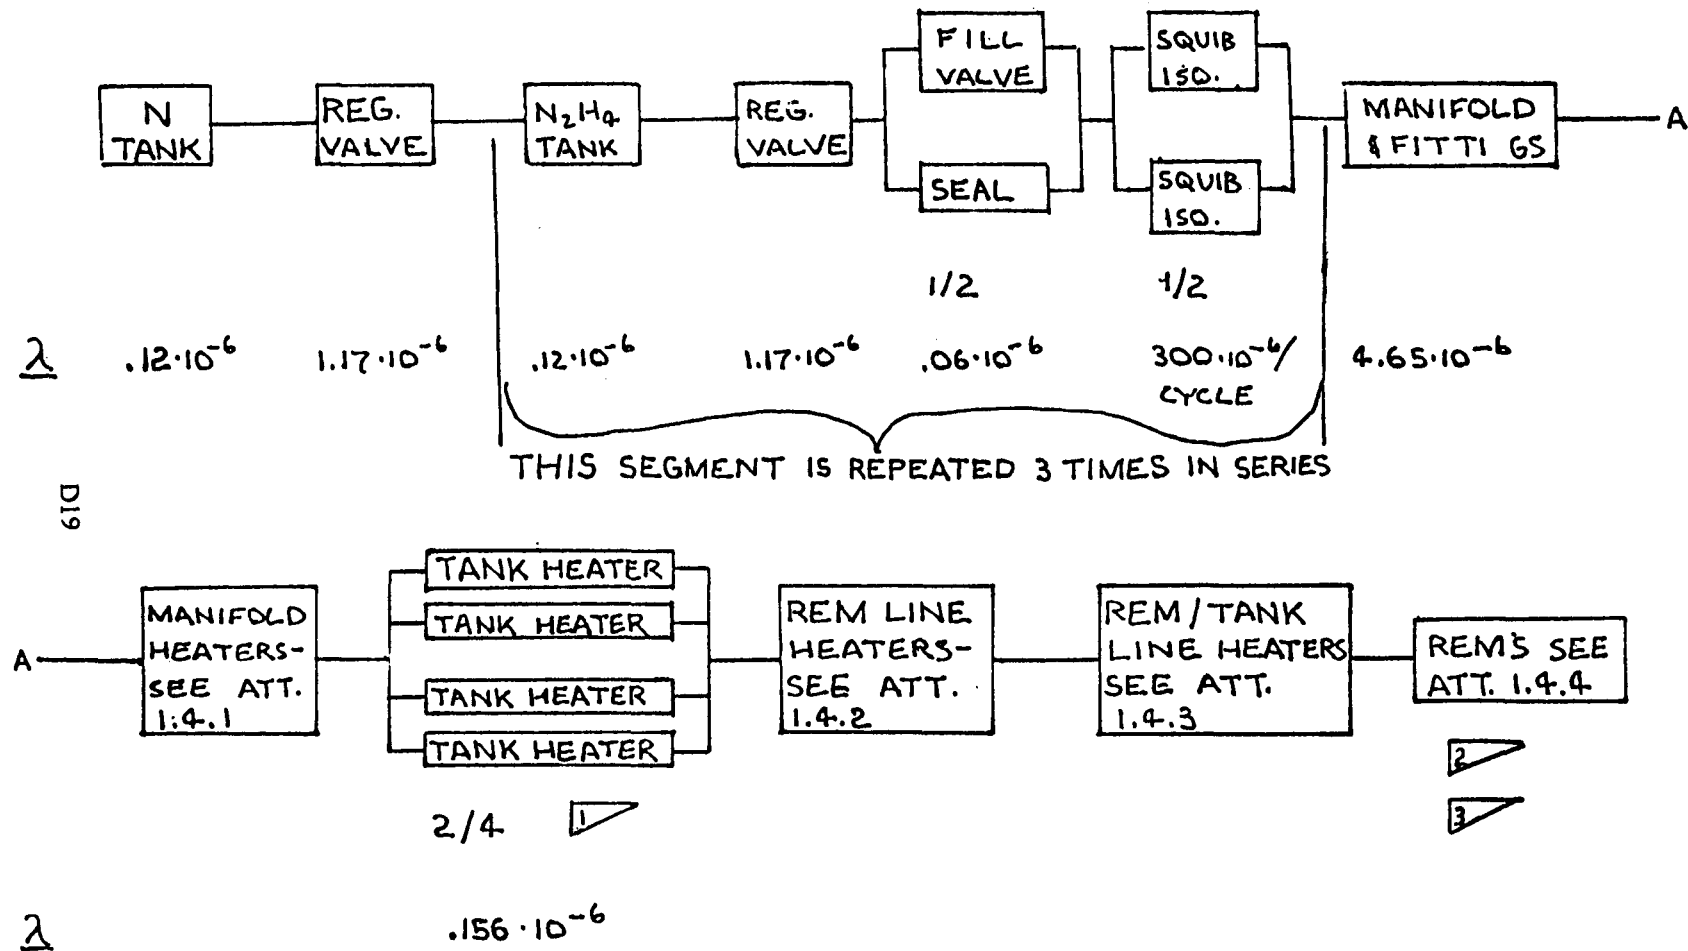 FILL
VALVE
SQUIB
ISO.
N
TANK
REG.
VALVE
N₂H₄
TANK
REG.
VALVE
MANIFOLD
& FITTI GS
A
SEAL
SQUIB
ISO.
1/2
1/2
λ .12·10⁻⁶ 1.17·10⁻⁶ .12·10⁻⁶ 1.17·10⁻⁶ .06·10⁻⁶ 300·10⁻⁶/ 4.65·10⁻⁶
CYCLE
THIS SEGMENT IS REPEATED 3 TIMES IN SERIES
D19
A
MANIFOLD
HEATERS-
SEE ATT.
1.4.1
TANK HEATER
TANK HEATER
TANK HEATER
TANK HEATER
REM LINE
HEATERS-
SEE ATT.
1.4.2
REM/TANK
LINE HEATERS
SEE ATT.
1.4.3
REM'S SEE
ATT. 1.4.4
2/4
1
2
3
λ .156·10⁻⁶